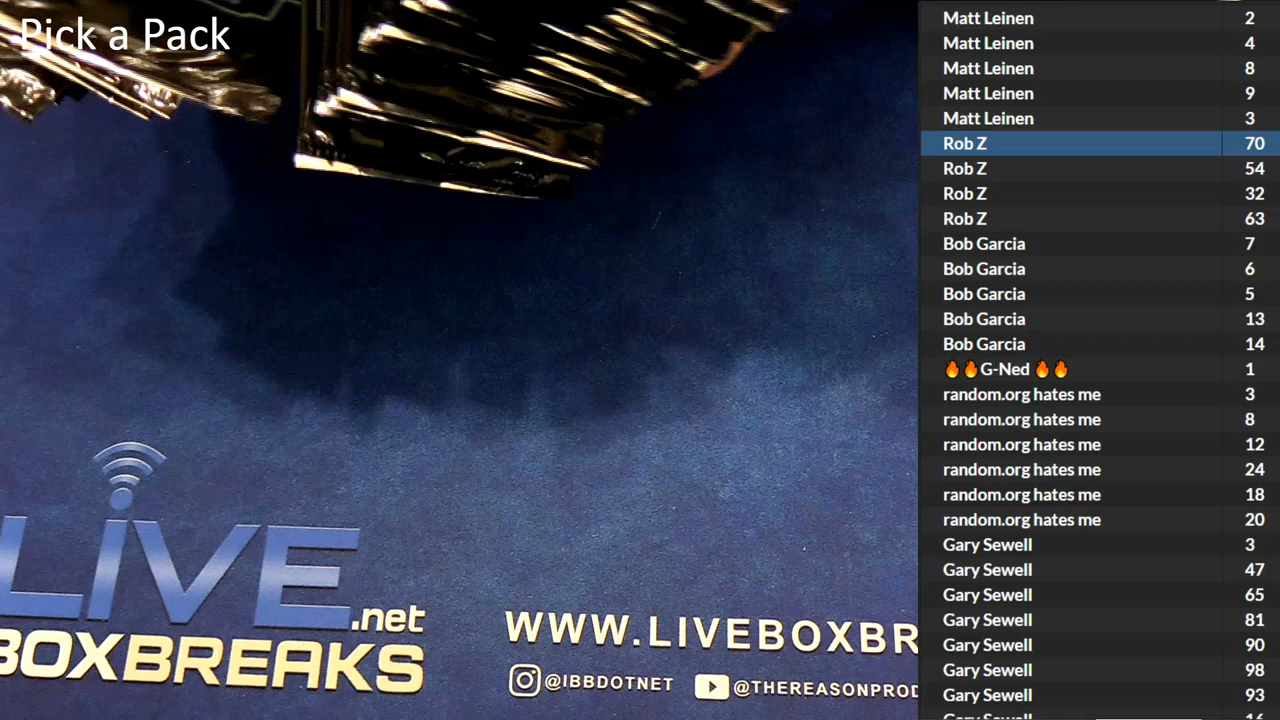 Pick a Pack
LIVE.net
BOXBREAKS
WWW.LIVEBOXBR
@IBBDOTNET
@THEREASONPROD
Matt Leinen 2
Matt Leinen 4
Matt Leinen 8
Matt Leinen 9
Matt Leinen 3
Rob Z 70
Rob Z 54
Rob Z 32
Rob Z 63
Bob Garcia 7
Bob Garcia 6
Bob Garcia 5
Bob Garcia 13
Bob Garcia 14
🔥🔥G-Ned 🔥🔥 1
random.org hates me 3
random.org hates me 8
random.org hates me 12
random.org hates me 24
random.org hates me 18
random.org hates me 20
Gary Sewell 3
Gary Sewell 47
Gary Sewell 65
Gary Sewell 81
Gary Sewell 90
Gary Sewell 98
Gary Sewell 93
Gary Sewell 16